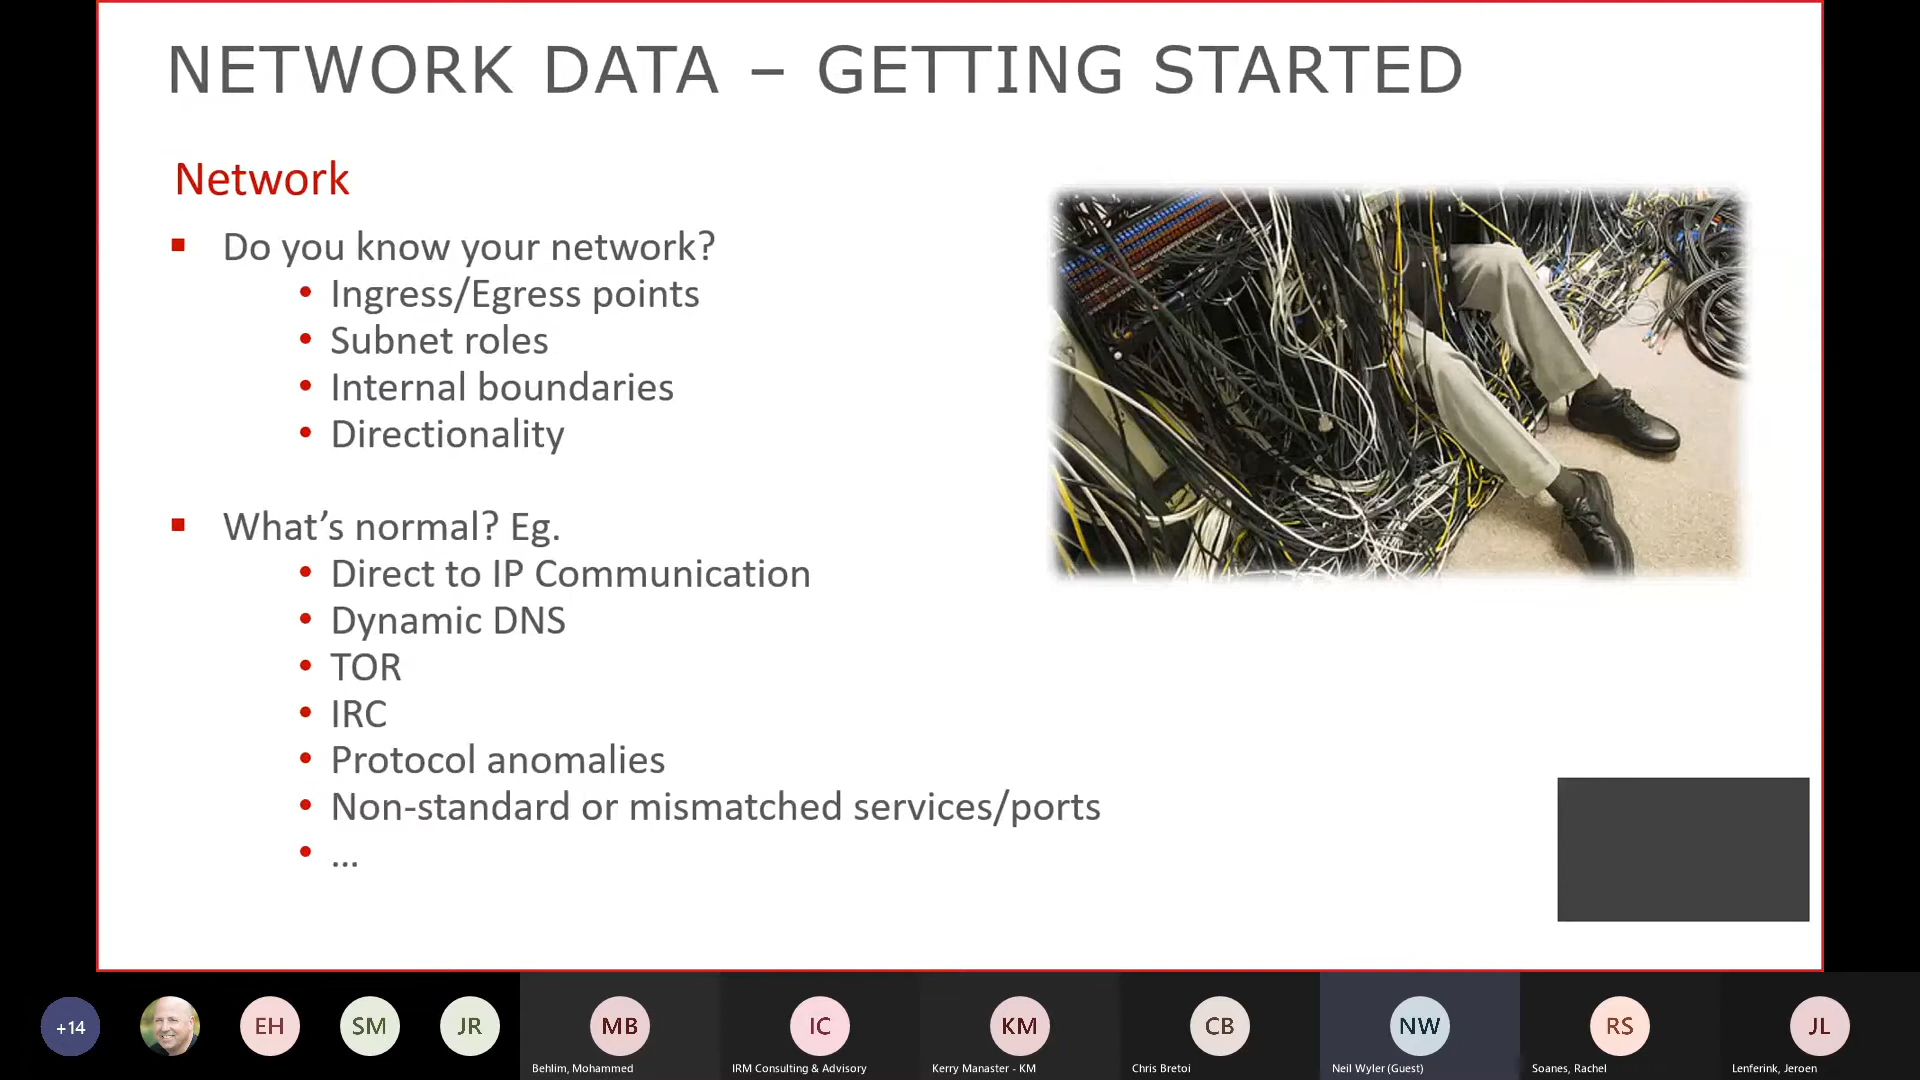 NETWORK DATA – GETTING STARTED
Network
Do you know your network?
Ingress/Egress points
Subnet roles
Internal boundaries
Directionality
What's normal? Eg.
Direct to IP Communication
Dynamic DNS
TOR
IRC
Protocol anomalies
Non-standard or mismatched services/ports
...
+14
EH
SM
JR
MB
IC
KM
CB
NW
RS
JL
Behlim, Mohammed
IRM Consulting & Advisory
Kerry Manaster - KM
Chris Bretoi
Neil Wyler (Guest)
Soanes, Rachel
Lenferink, Jeroen